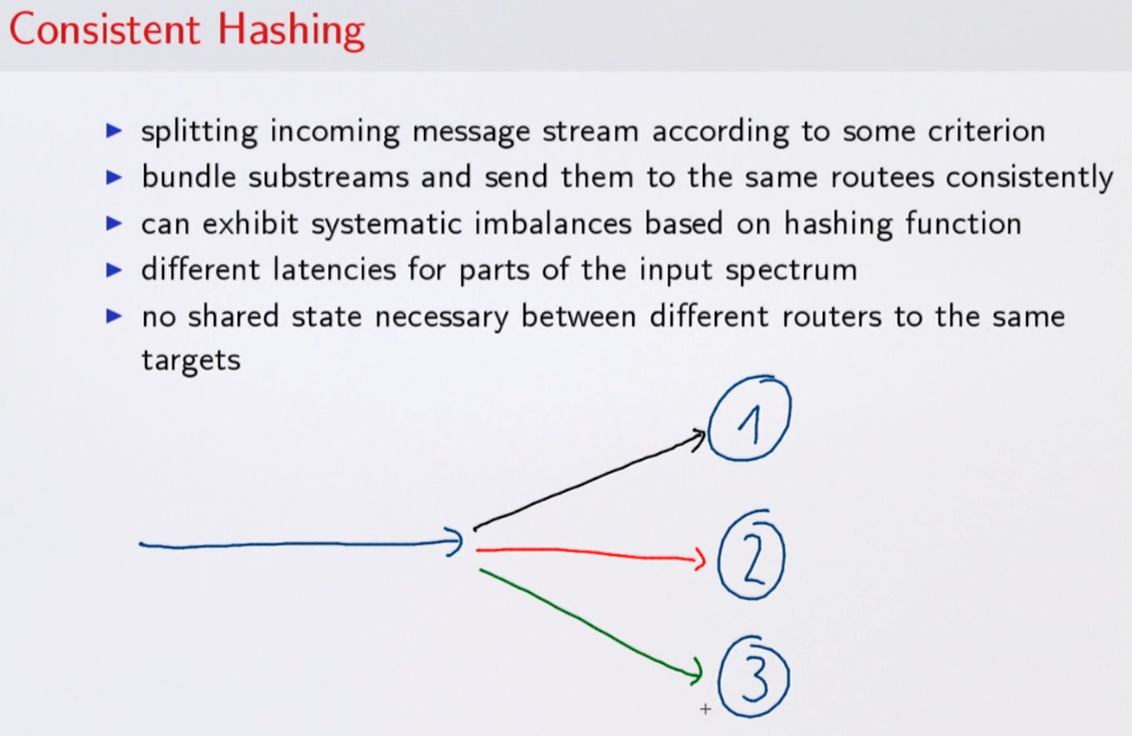 Consistent Hashing
▶ splitting incoming message stream according to some criterion
▶ bundle substreams and send them to the same routees consistently
▶ can exhibit systematic imbalances based on hashing function
▶ different latencies for parts of the input spectrum
▶ no shared state necessary between different routers to the same
targets
1
2
3